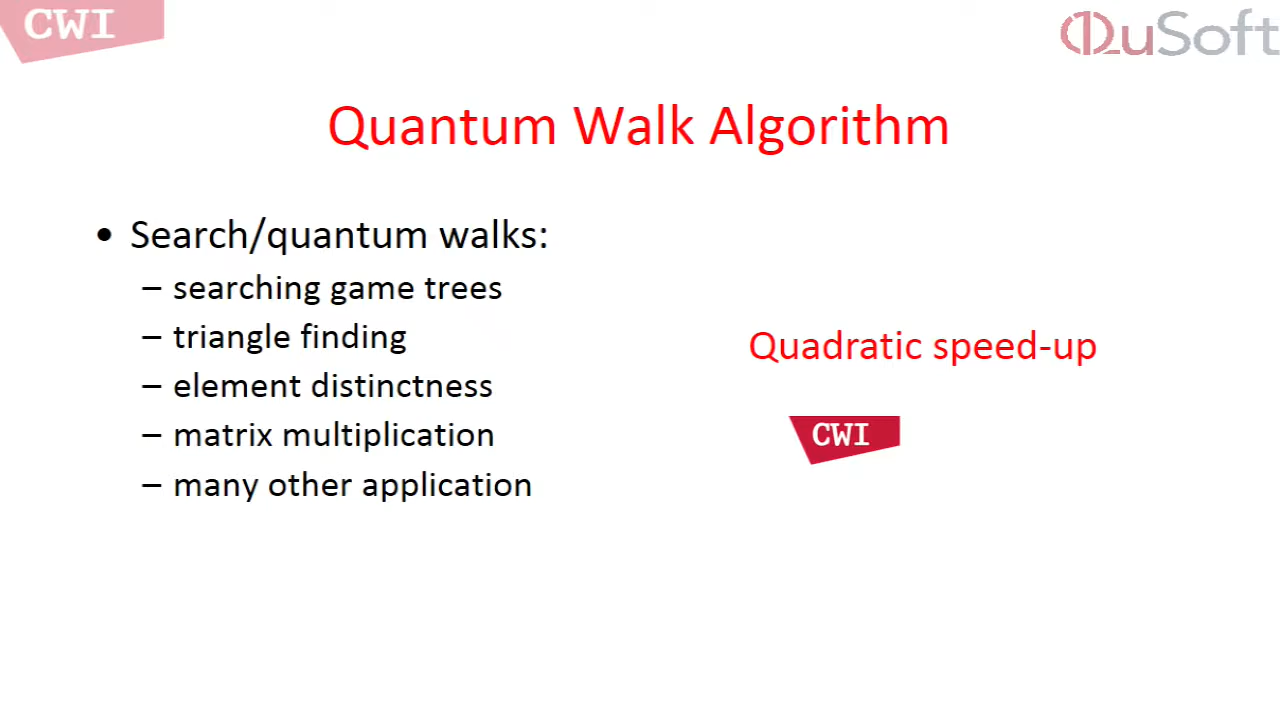 CWI
QuSoft
Quantum Walk Algorithm
• Search/quantum walks:
– searching game trees
– triangle finding
– element distinctness
– matrix multiplication
– many other application
Quadratic speed-up
CWI